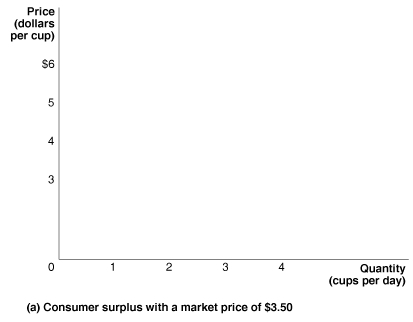 Price
(dollars
per cup)
$6
5
4
3
0
1
2
3
4
Quantity
(cups per day)
(a) Consumer surplus with a market price of $3.50